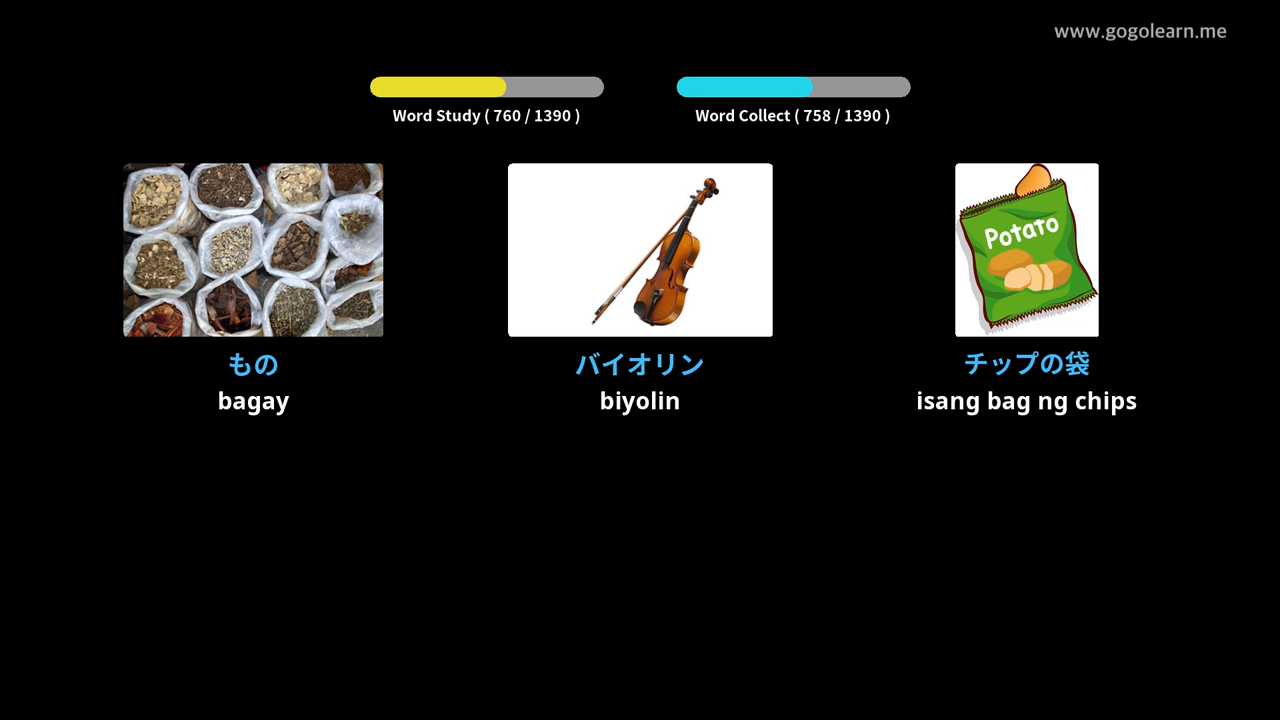 www.gogolearn.me
Word Study ( 760 / 1390 )
Word Collect ( 758 / 1390 )
Potato
もの
バイオリン
チップの袋
bagay
biyolin
isang bag ng chips